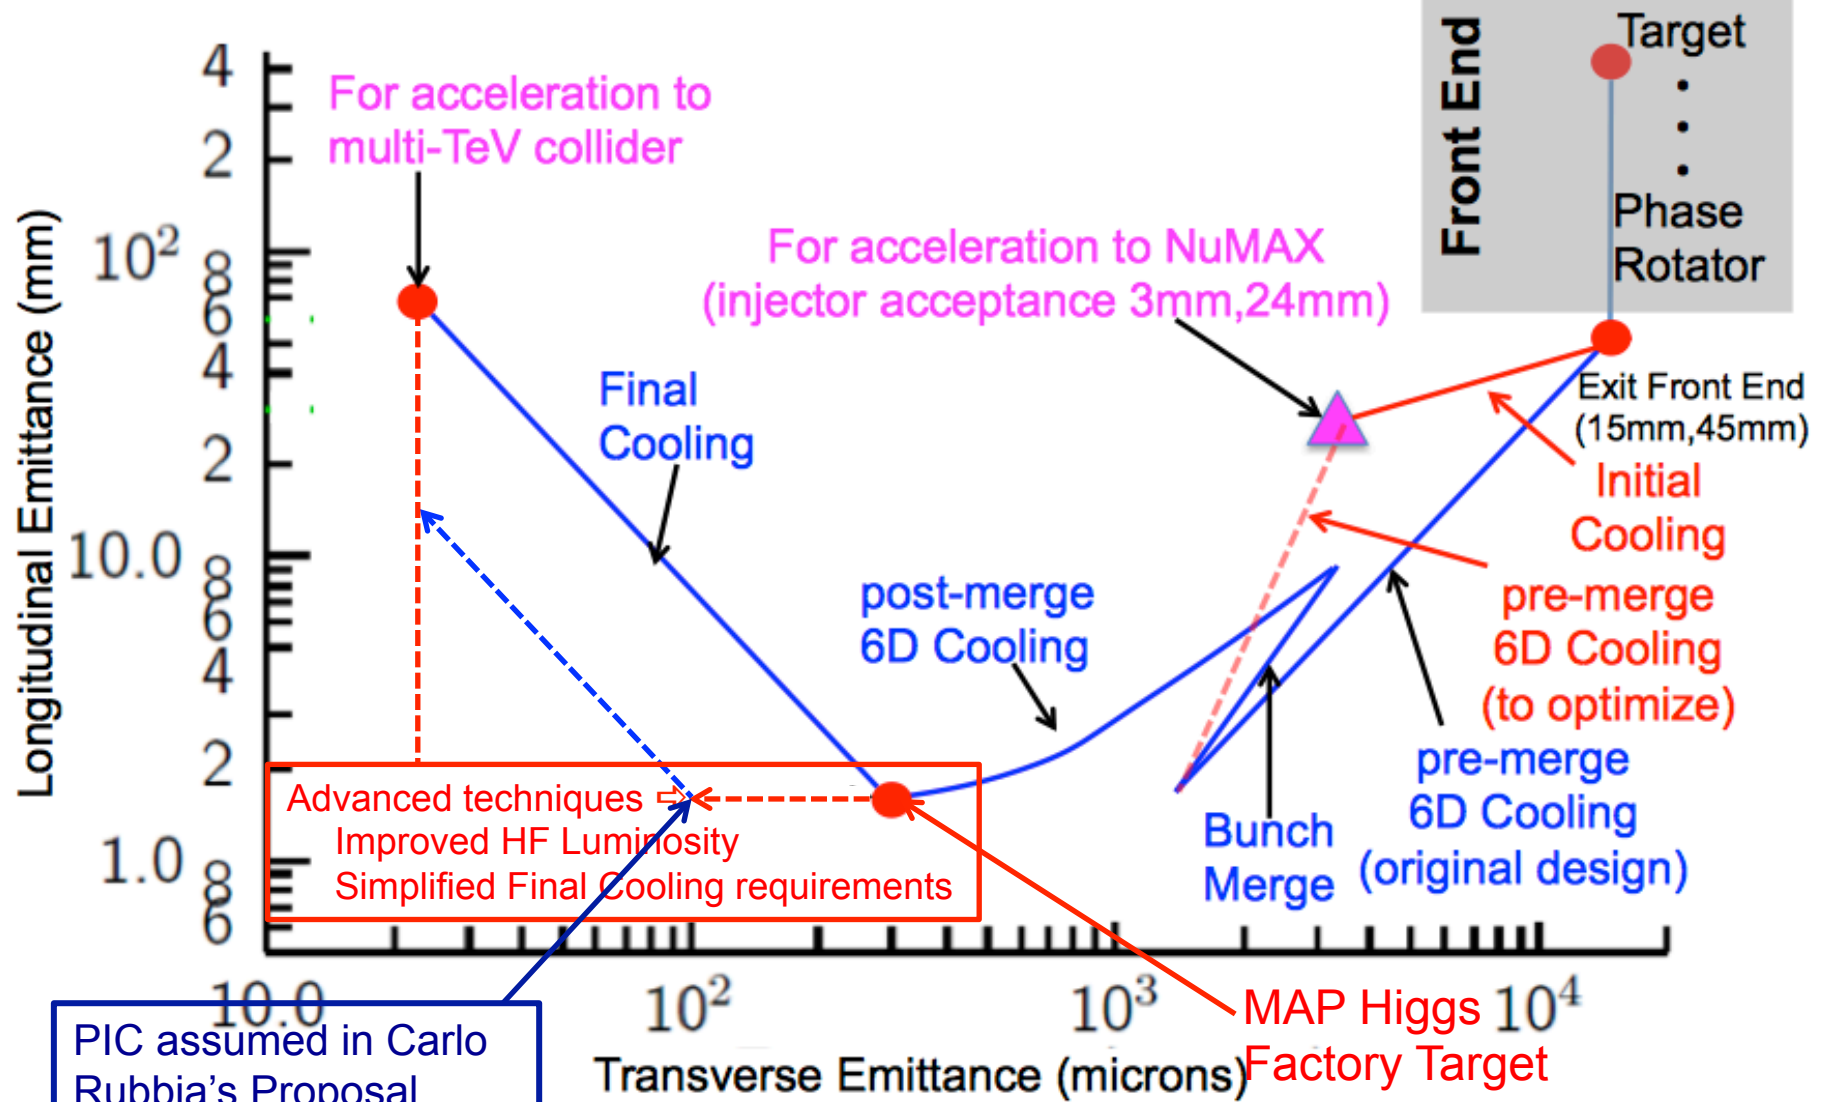 Front End
Target
Phase
Rotator
For acceleration to
multi-TeV collider
For acceleration to NuMAX
(injector acceptance 3mm,24mm)
Exit Front End
(15mm,45mm)
Initial
Cooling
Final
Cooling
post-merge
6D Cooling
pre-merge
6D Cooling
(to optimize)
pre-merge
6D Cooling
(original design)
Bunch
Merge
Advanced techniques
Improved HF Luminosity
Simplified Final Cooling requirements
MAP Higgs
Factory Target
PIC assumed in Carlo
Rubbia's Proposal
Longitudinal Emittance (mm)
4
2
10²
8
6
4
2
10.0
8
6
4
2
1.0
8
6
10.0
10²
10³
10⁴
Transverse Emittance (microns)